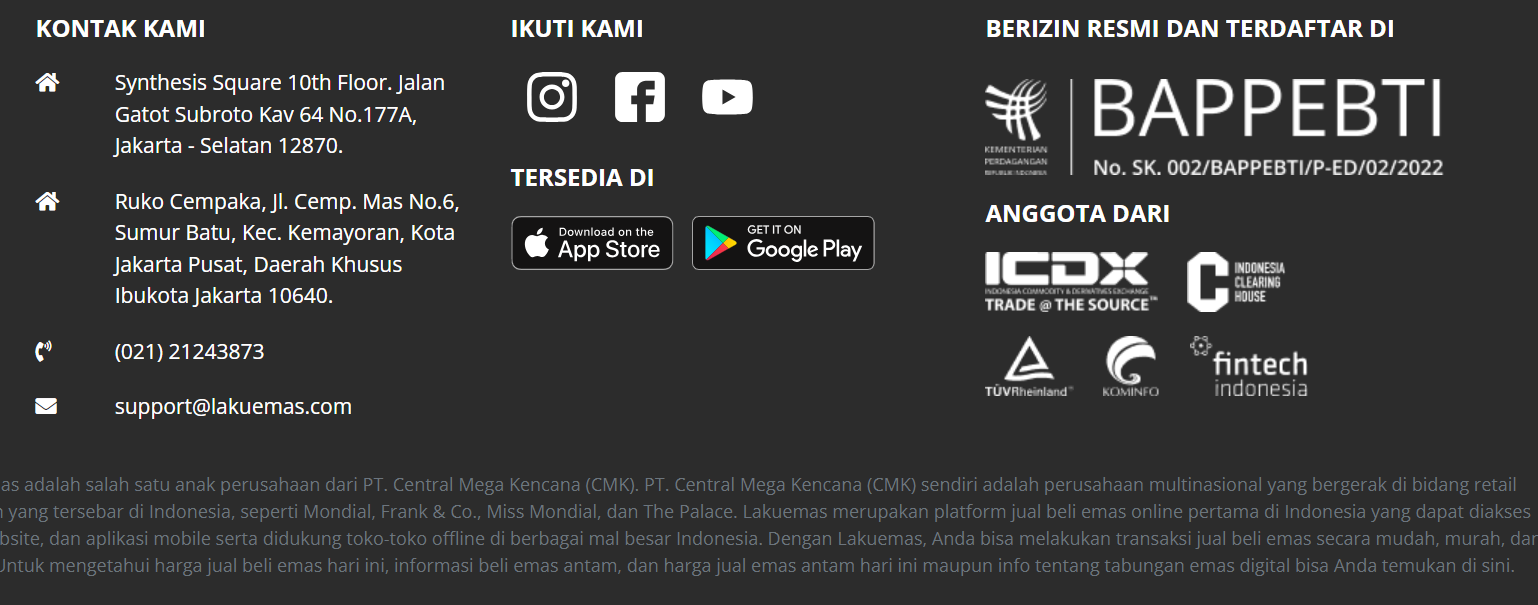 KONTAK KAMI
Synthesis Square 10th Floor. Jalan
Gatot Subroto Kav 64 No.177A,
Jakarta - Selatan 12870.
Ruko Cempaka, Jl. Cemp. Mas No.6,
Sumur Batu, Kec. Kemayoran, Kota
Jakarta Pusat, Daerah Khusus
Ibukota Jakarta 10640.
(021) 21243873
support@lakuemas.com
IKUTI KAMI
TERSEDIA DI
Download on the
App Store
GET IT ON
Google Play
BERIZIN RESMI DAN TERDAFTAR DI
KEMENTERIAN
PERDAGANGAN
REPUBLIK INDONESIA
BAPPEBTI
No. SK. 002/BAPPEBTI/P-ED/02/2022
ANGGOTA DARI
ICDX
INDONESIA COMMODITY & DERIVATIVES EXCHANGE
TRADE @ THE SOURCE™
INDONESIA
CLEARING
HOUSE
TÜVRheinland®
KOMINFO
fintech
indonesia
as adalah salah satu anak perusahaan dari PT. Central Mega Kencana (CMK). PT. Central Mega Kencana (CMK) sendiri adalah perusahaan multinasional yang bergerak di bidang retail
yang tersebar di Indonesia, seperti Mondial, Frank & Co., Miss Mondial, dan The Palace. Lakuemas merupakan platform jual beli emas online pertama di Indonesia yang dapat diakses
bsite, dan aplikasi mobile serta didukung toko-toko offline di berbagai mal besar Indonesia. Dengan Lakuemas, Anda bisa melakukan transaksi jual beli emas secara mudah, murah, dan
Untuk mengetahui harga jual beli emas hari ini, informasi beli emas antam, dan harga jual emas antam hari ini maupun info tentang tabungan emas digital bisa Anda temukan di sini.